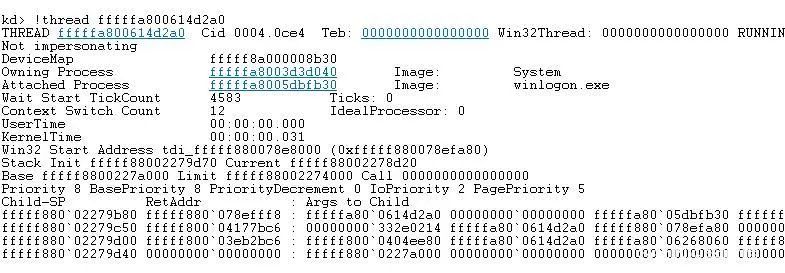 kd> !thread fffffa800614d2a0
THREAD fffffa800614d2a0 Cid 0004.0ce4 Teb: 0000000000000000 Win32Thread: 0000000000000000 RUNNIN
Not impersonating
DeviceMap fffff8a000008b30
Owning Process fffffa8003d3d040 Image: System
Attached Process fffffa8005dbfb30 Image: winlogon.exe
Wait Start TickCount 4583 Ticks: 0
Context Switch Count 12 IdealProcessor: 0
UserTime 00:00:00.000
KernelTime 00:00:00.031
Win32 Start Address tdi_fffff880078e8000 (0xfffff880078efa80)
Stack Init fffff88002279d70 Current fffff88002278d20
Base fffff8800227a000 Limit fffff88002274000 Call 0000000000000000
Priority 8 BasePriority 8 PriorityDecrement 0 IoPriority 2 PagePriority 5
Child-SP RetAddr : Args to Child
fffff880`02279b80 fffff880`078efff8 : fffffa80`0614d2a0 00000000`00000000 fffffa80`05dbfb30 ffffff
fffff880`02279c50 fffff800`04177bc6 : 00000000`332e0214 fffffa80`0614d2a0 fffff880`078efa80 000000
fffff880`02279d00 fffff800`03eb2bc6 : fffff800`0404ee80 fffffa80`0614d2a0 fffffa80`06268060 fffff8
fffff880`02279d40 00000000`00000000 : fffff880`0227a000